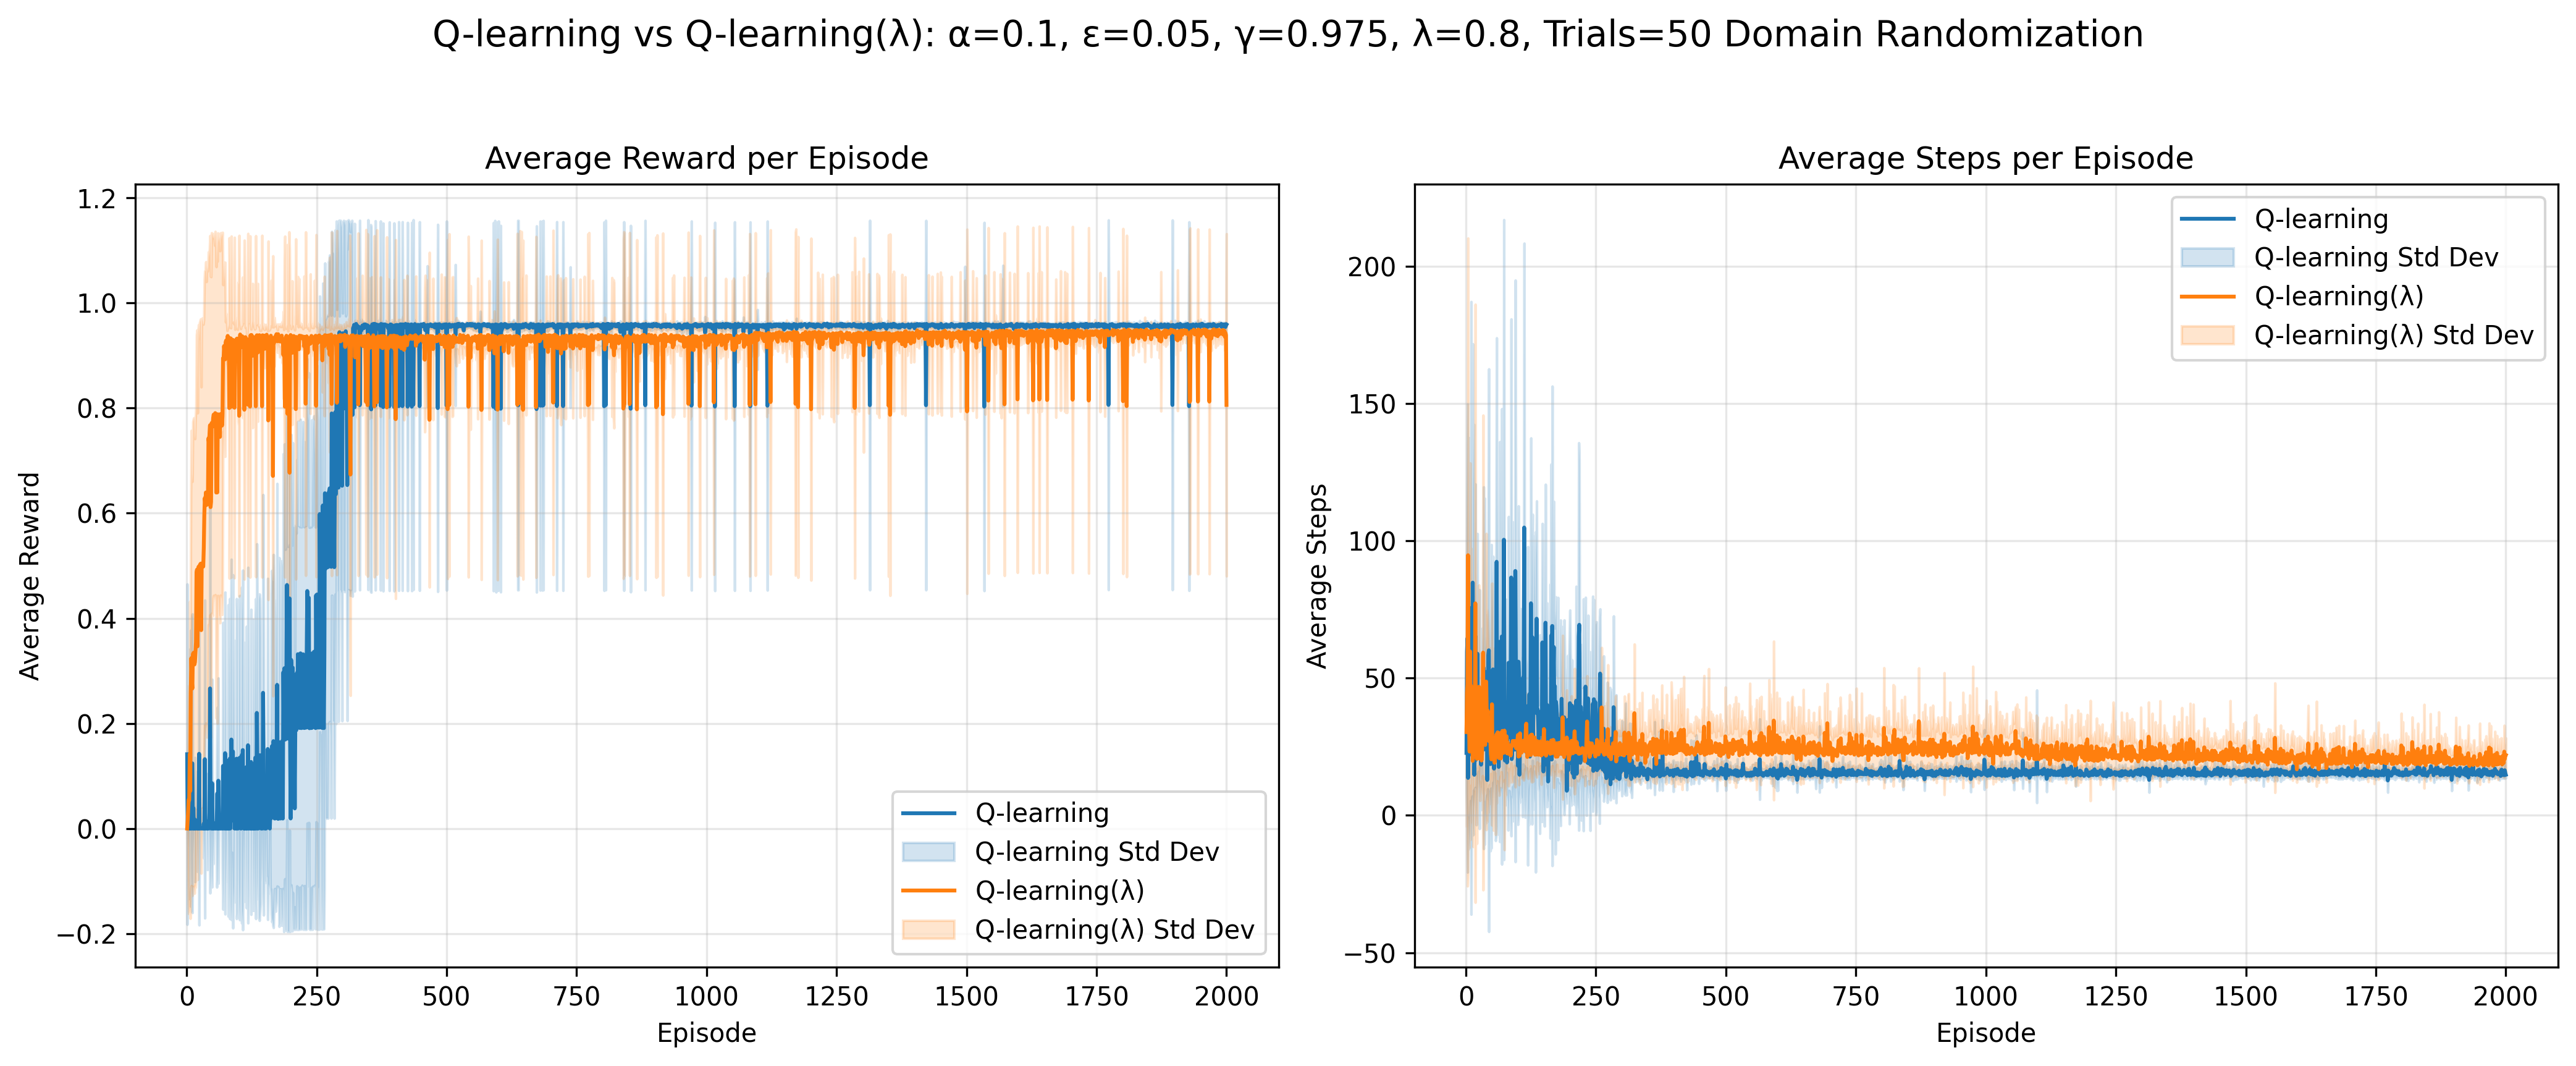 Q-learning vs Q-learning(λ): α=0.1, ε=0.05, γ=0.975, λ=0.8, Trials=50 Domain Randomization
Average Reward per Episode
1.2
1.0
0.8
0.6
0.4
0.2
0.0
−0.2
Average Reward
Q-learning
Q-learning Std Dev
Q-learning(λ)
Q-learning(λ) Std Dev
0 250 500 750 1000 1250 1500 1750 2000
Episode
Average Steps per Episode
200
150
100
50
0
−50
Average Steps
Q-learning
Q-learning Std Dev
Q-learning(λ)
Q-learning(λ) Std Dev
0 250 500 750 1000 1250 1500 1750 2000
Episode